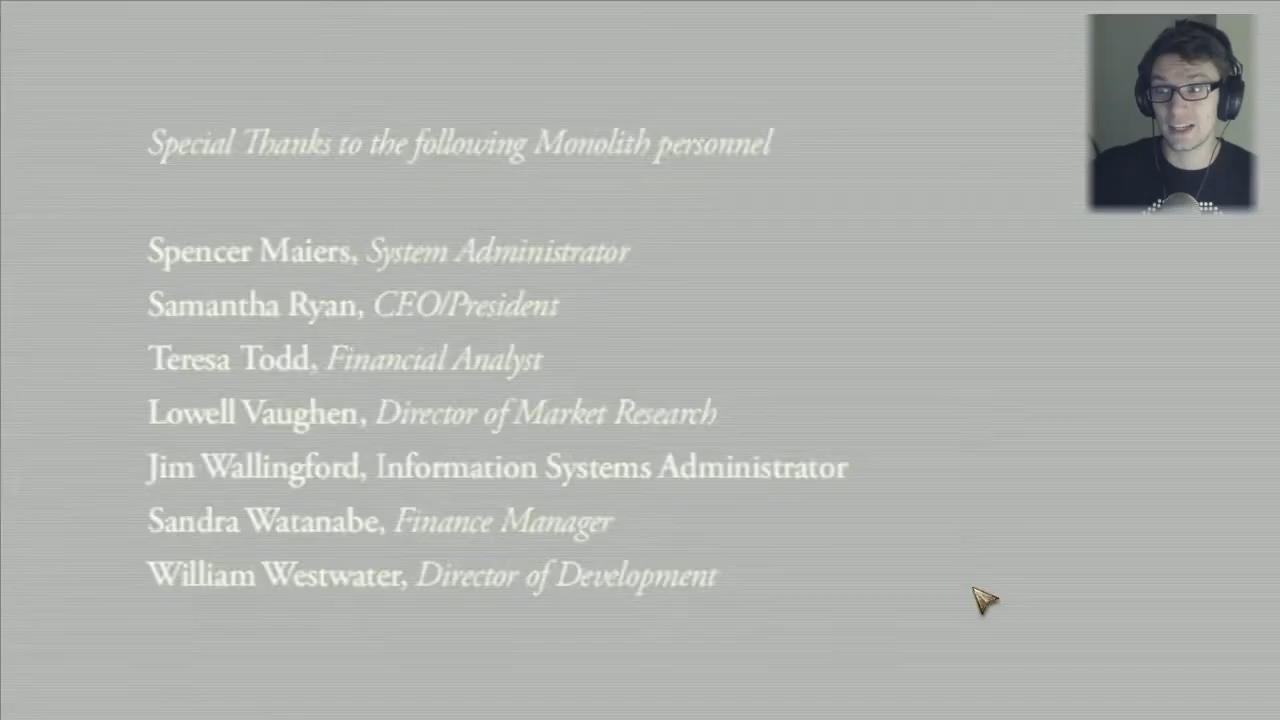 Special Thanks to the following Monolith personnel
Spencer Maiers, System Administrator
Samantha Ryan, CEO/President
Teresa Todd, Financial Analyst
Lowell Vaughen, Director of Market Research
Jim Wallingford, Information Systems Administrator
Sandra Watanabe, Finance Manager
William Westwater, Director of Development